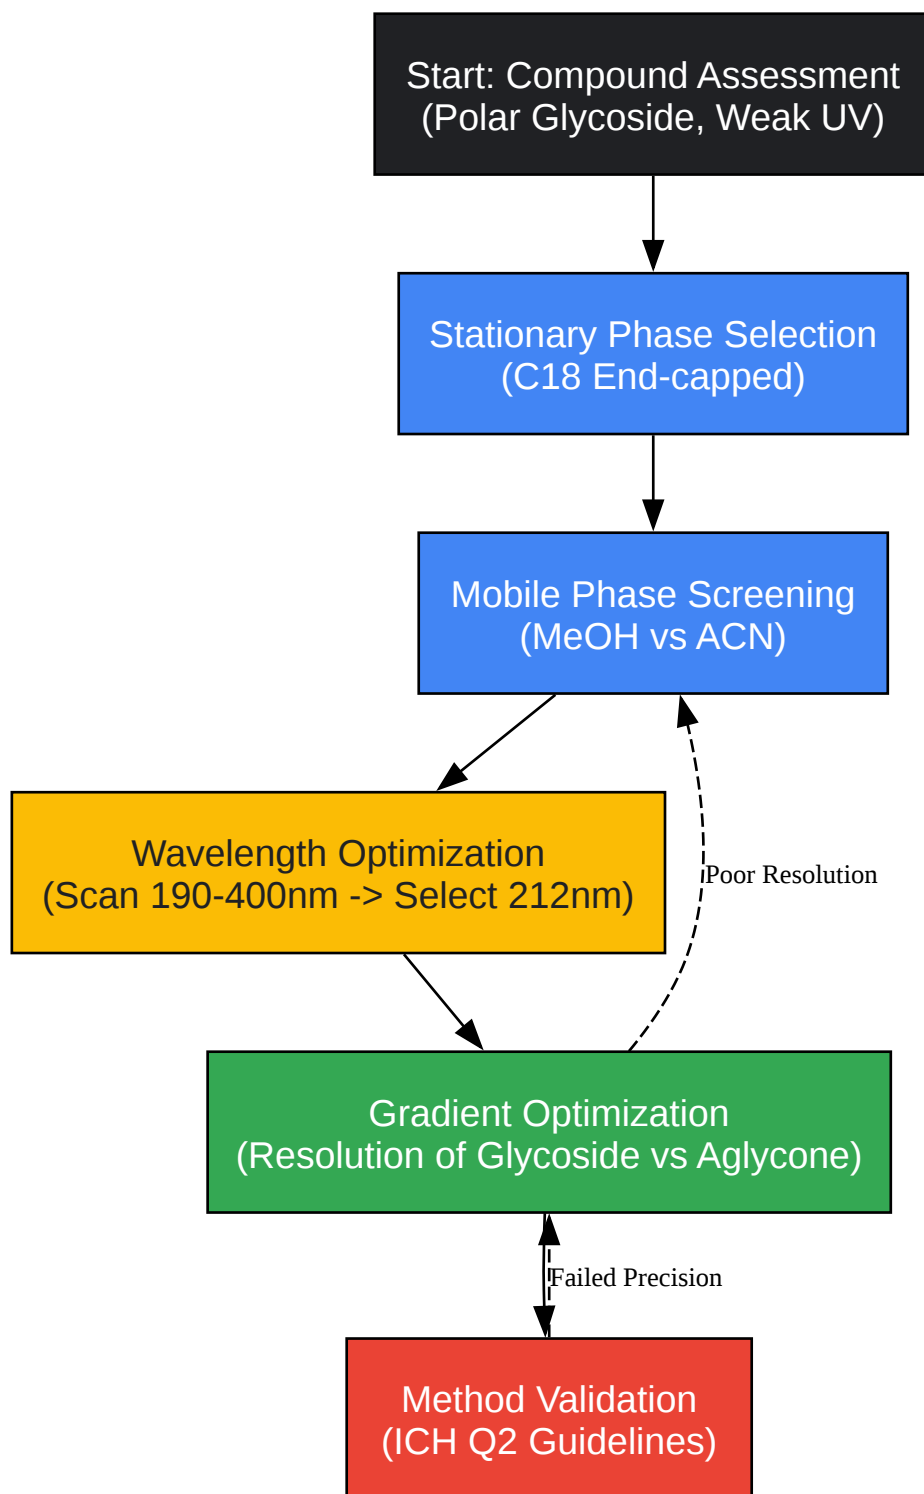 Start: Compound Assessment
(Polar Glycoside, Weak UV)
Stationary Phase Selection
(C18 End-capped)
Mobile Phase Screening
(MeOH vs ACN)
Wavelength Optimization
(Scan 190-400nm -> Select 212nm)
Poor Resolution
Gradient Optimization
(Resolution of Glycoside vs Aglycone)
Failed Precision
Method Validation
(ICH Q2 Guidelines)